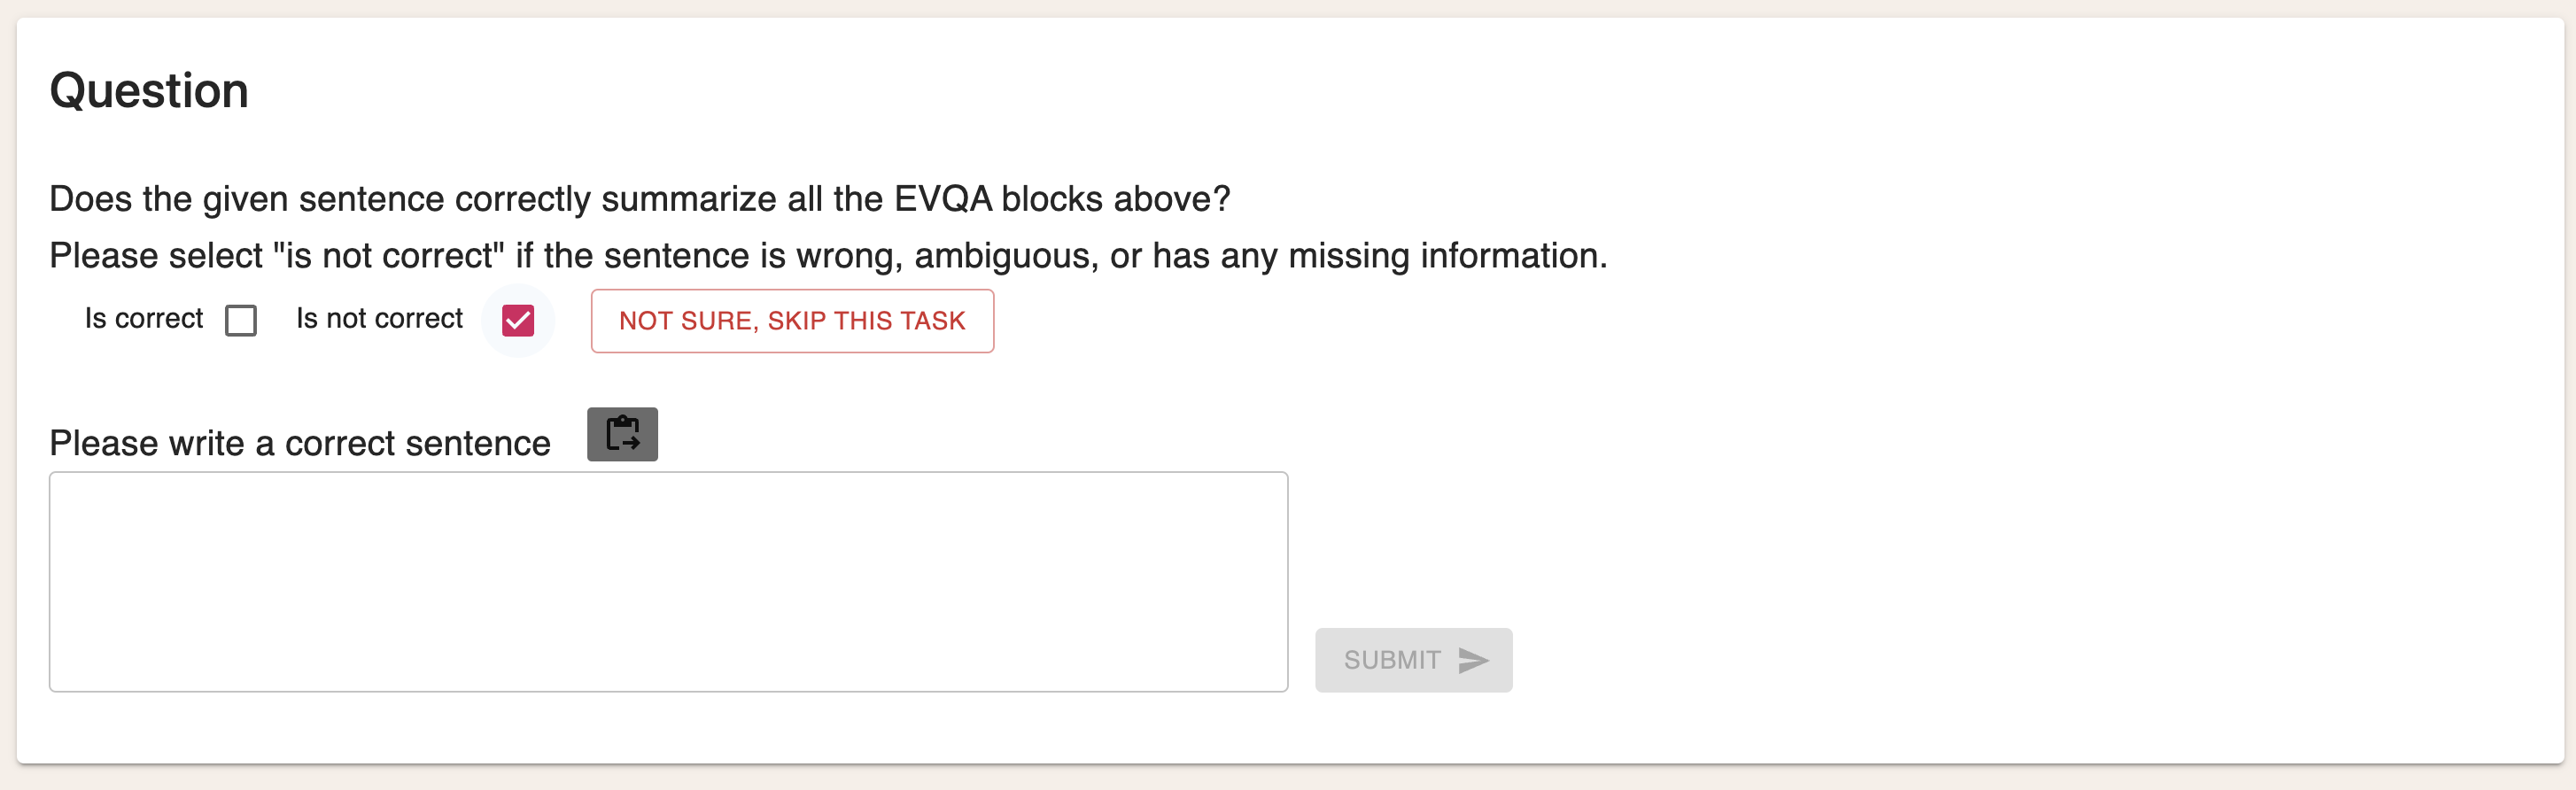 Question
Does the given sentence correctly summarize all the EVQA blocks above?
Please select "is not correct" if the sentence is wrong, ambiguous, or has any missing information.
Is correct Is not correct NOT SURE, SKIP THIS TASK
Please write a correct sentence
SUBMIT